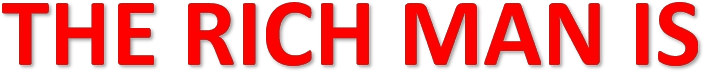 THE RICH MAN IS